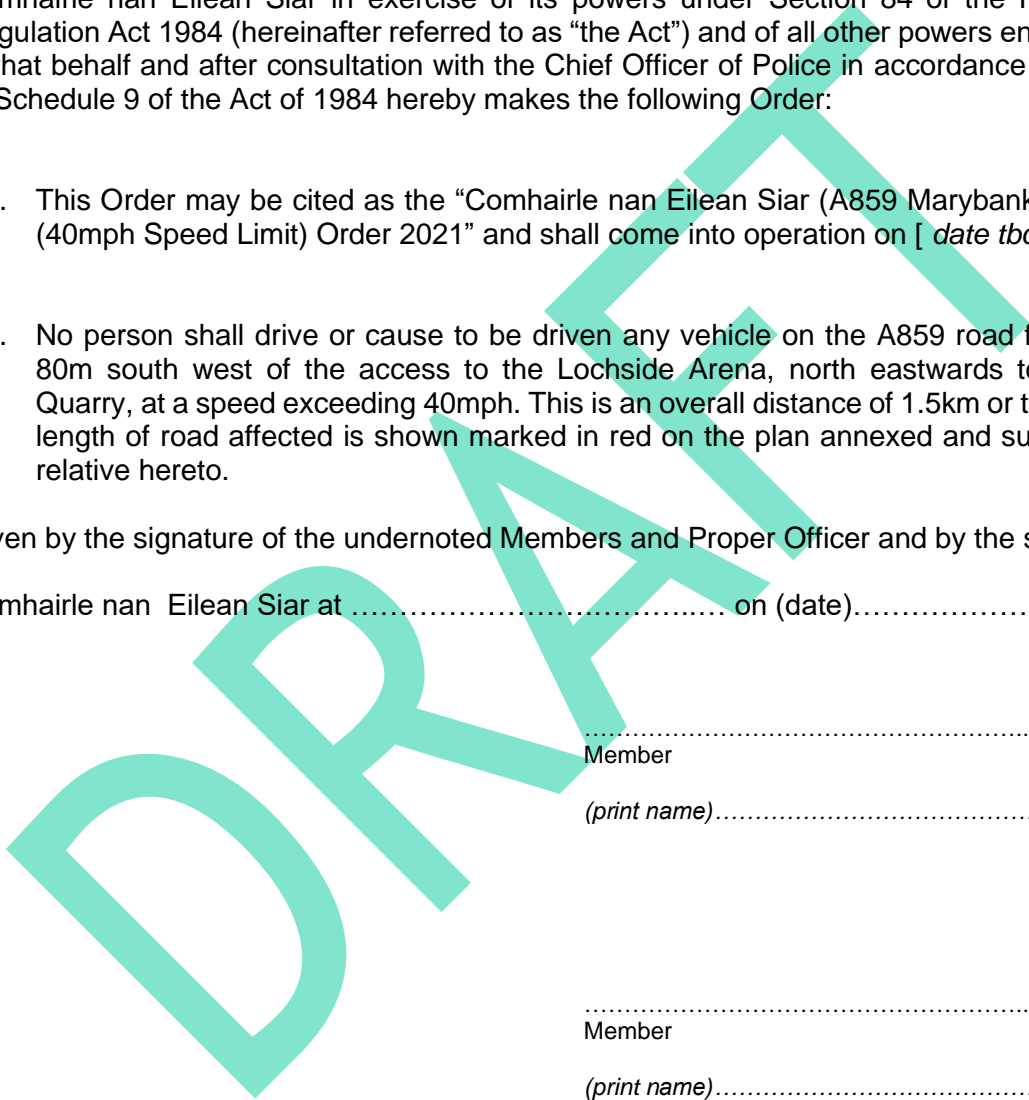 mhairle nan Eilean Siar in exercise of its powers under Section 84 of the
gulation Act 1984 (hereinafter referred to as “the Act”) and of all other powers en
hat behalf and after consultation with the Chief Officer of Police in accordance
Schedule 9 of the Act of 1984 hereby makes the following Order:
. This Order may be cited as the “Comhairle nan Eilean Siar (A859 Marybank
(40mph Speed Limit) Order 2021” and shall come into operation on [ date tbc
. No person shall drive or cause to be driven any vehicle on the A859 road f
80m south west of the access to the Lochside Arena, north eastwards to
Quarry, at a speed exceeding 40mph. This is an overall distance of 1.5km or t
length of road affected is shown marked in red on the plan annexed and su
relative hereto.
ven by the signature of the undernoted Members and Proper Officer and by the s
mhairle nan Eilean Siar at ……………………………..… on (date)………………
………………………………………………..
Member
(print name)…………………………………
………………………………………………..
Member
(print name)…………………………………
DRAFT